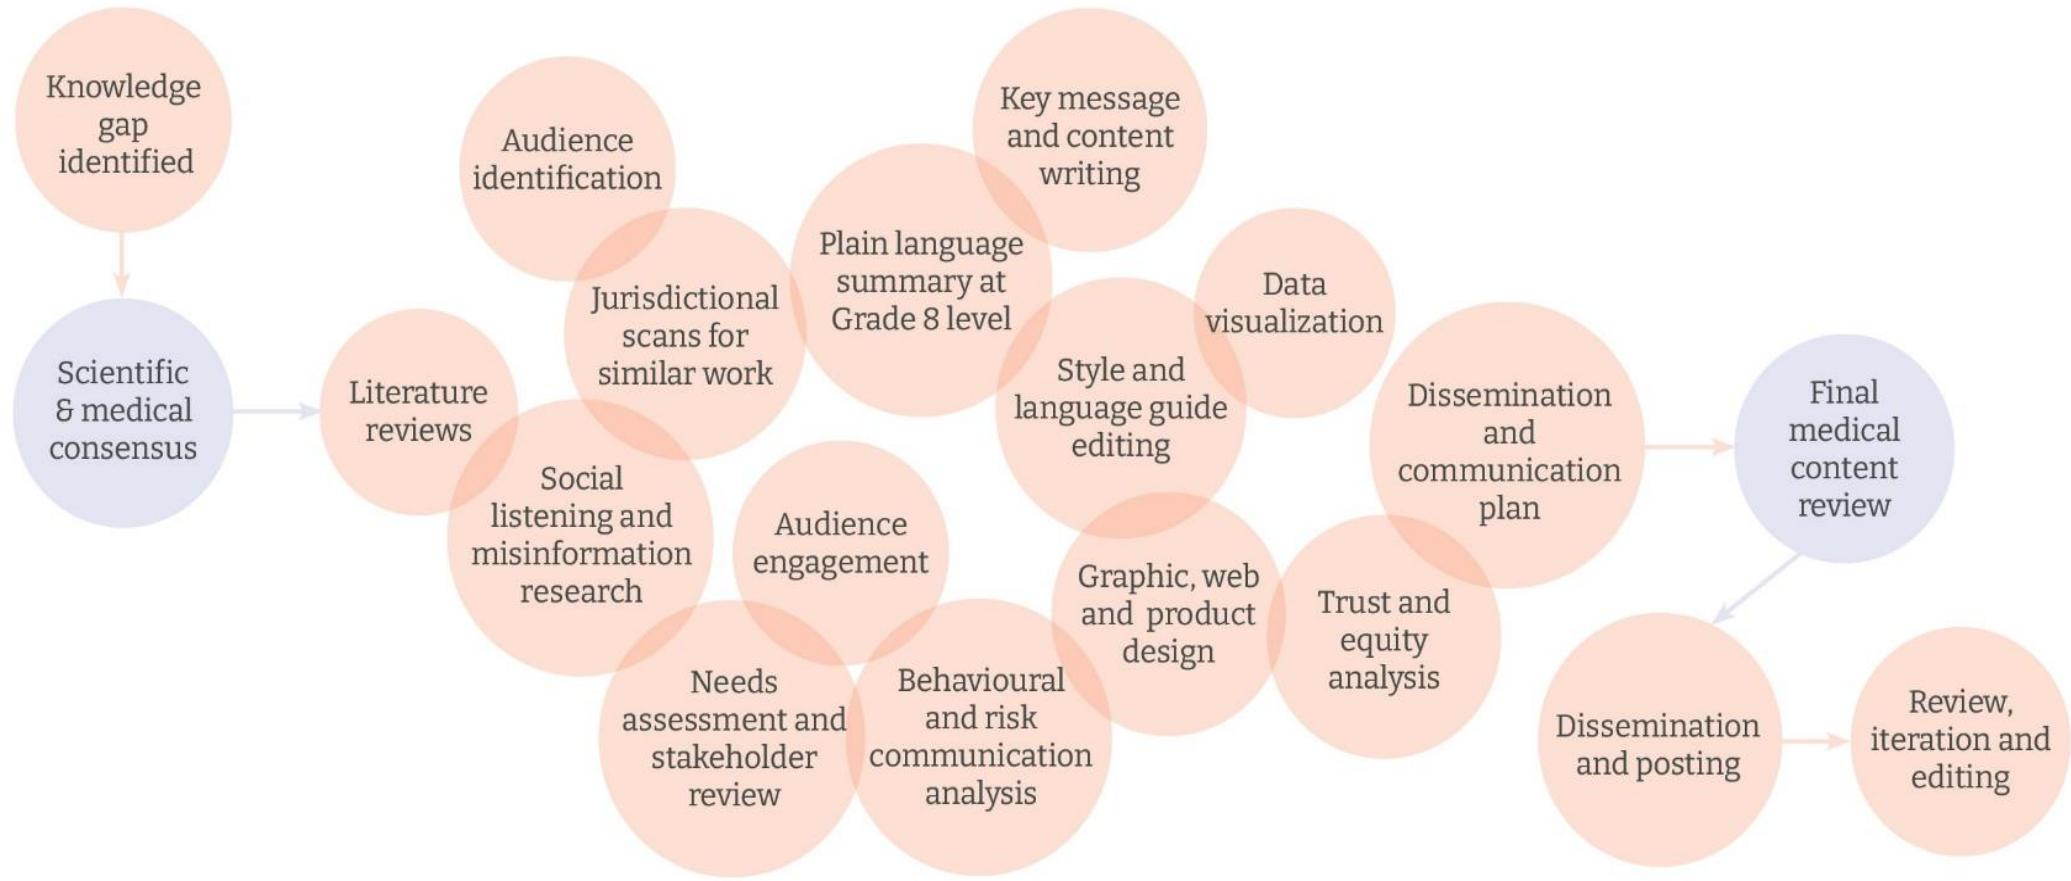 Knowledge
gap
identified
Scientific
& medical
consensus
Literature
reviews
Audience
identification
Jurisdictional
scans for
similar work
Social
listening and
misinformation
research
Plain language
summary at
Grade 8 level
Key message
and content
writing
Audience
engagement
Needs
assessment and
stakeholder
review
Behavioural
and risk
communication
analysis
Style and
language guide
editing
Data
visualization
Graphic, web
and product
design
Trust and
equity
analysis
Dissemination
and
communication
plan
Final
medical
content
review
Dissemination
and posting
Review,
iteration and
editing